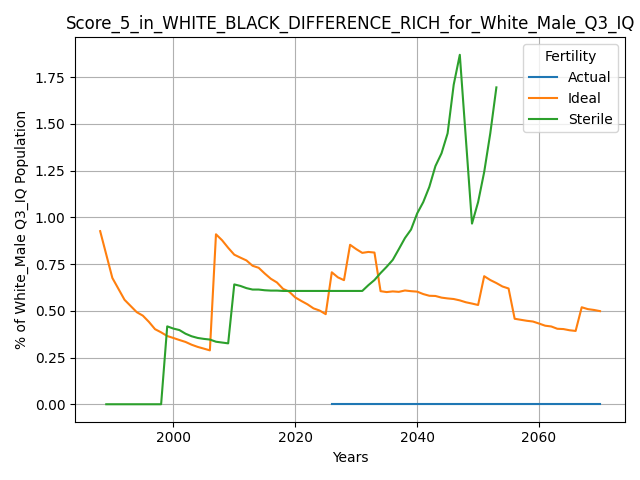 Score_5_in_WHITE_BLACK_DIFFERENCE_RICH_for_White_Male_Q3_IQ
Fertility
Actual
Ideal
Sterile
% of White_Male Q3_IQ Population
1.75
1.50
1.25
1.00
0.75
0.50
0.25
0.00
2000 2020 2040 2060
Years